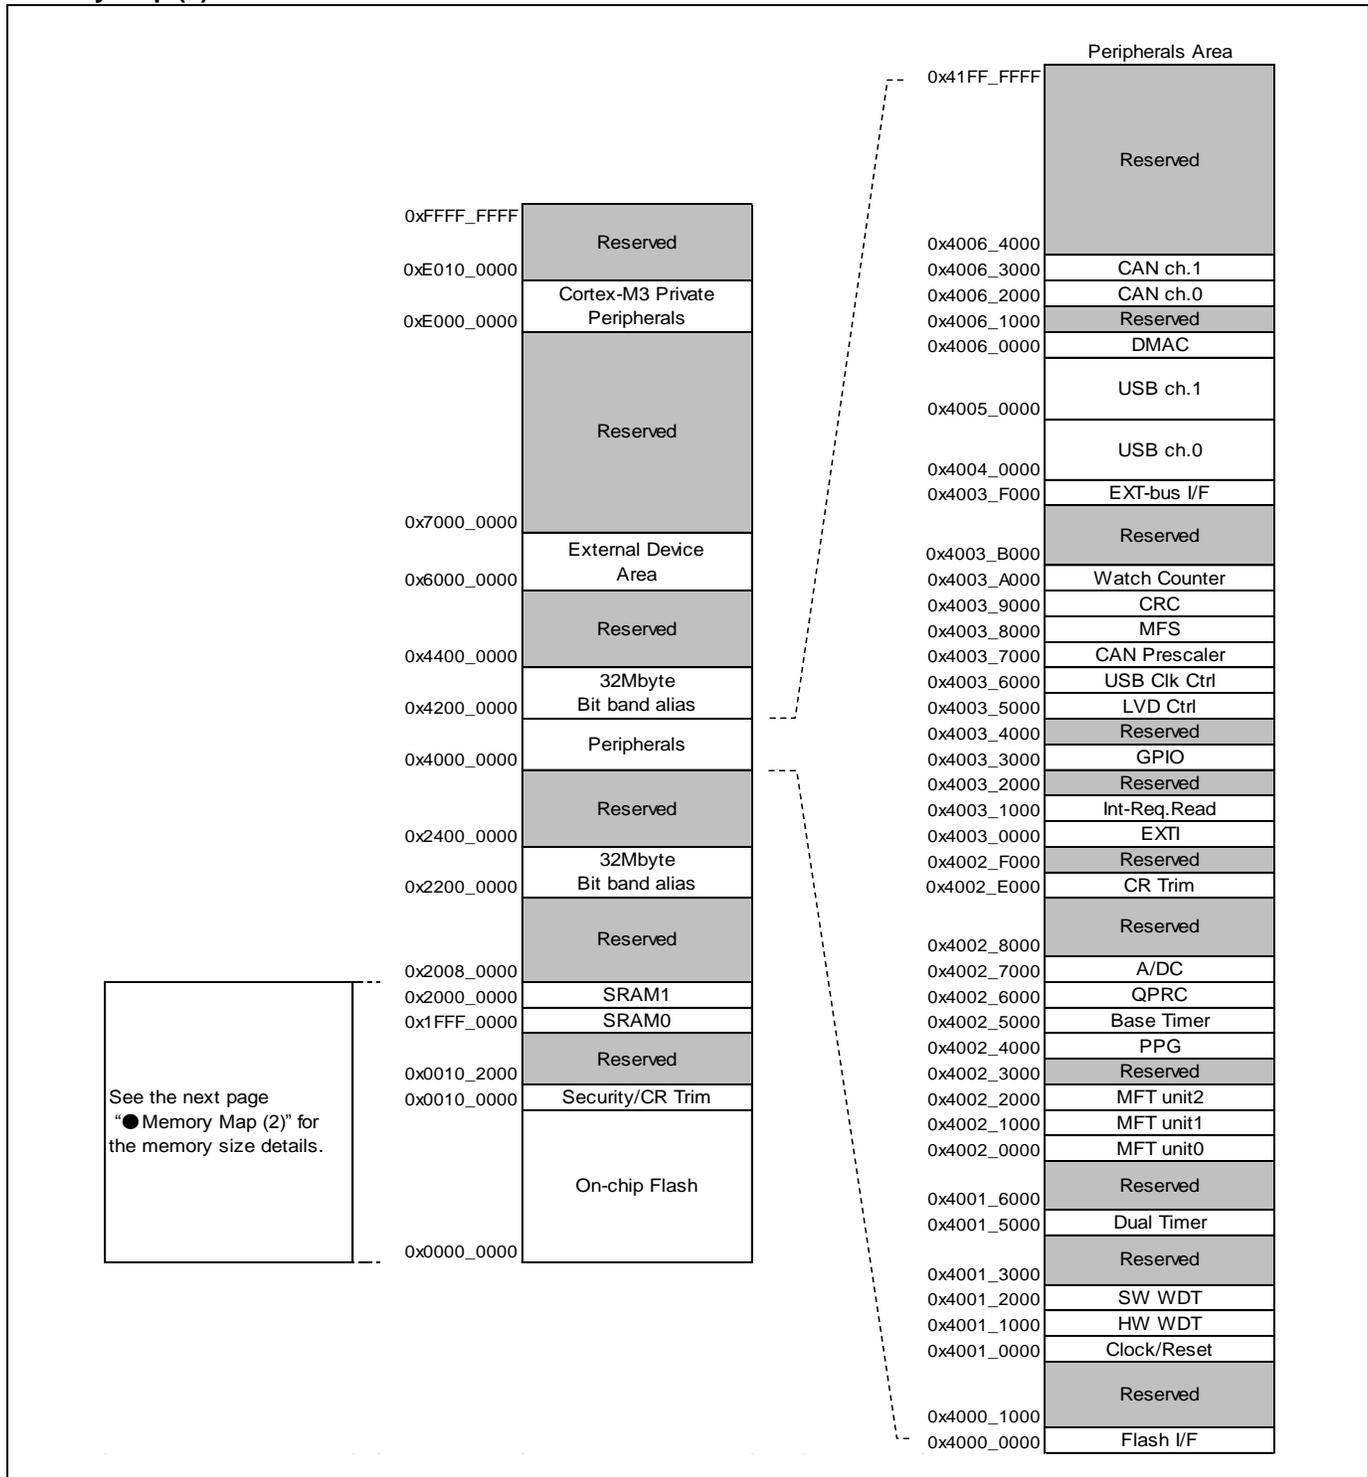 Peripherals Area
0x41FF_FFFF
Reserved
0x4006_4000
0x4006_3000 CAN ch.1
0x4006_2000 CAN ch.0
0x4006_1000 Reserved
0x4006_0000 DMAC
USB ch.1
0x4005_0000
USB ch.0
0x4004_0000
0x4003_F000 EXT-bus I/F
Reserved
0x4003_B000
0x4003_A000 Watch Counter
0x4003_9000 CRC
0x4003_8000 MFS
0x4003_7000 CAN Prescaler
0x4003_6000 USB Clk Ctrl
0x4003_5000 LVD Ctrl
0x4003_4000 Reserved
0x4003_3000 GPIO
0x4003_2000 Reserved
0x4003_1000 Int-Req.Read
0x4003_0000 EXTI
0x4002_F000 Reserved
0x4002_E000 CR Trim
Reserved
0x4002_8000
0x4002_7000 A/DC
0x4002_6000 QPRC
0x4002_5000 Base Timer
0x4002_4000 PPG
0x4002_3000 Reserved
0x4002_2000 MFT unit2
0x4002_1000 MFT unit1
0x4002_0000 MFT unit0
Reserved
0x4001_6000
0x4001_5000 Dual Timer
Reserved
0x4001_3000
0x4001_2000 SW WDT
0x4001_1000 HW WDT
0x4001_0000 Clock/Reset
Reserved
0x4000_1000
0x4000_0000 Flash I/F
0xFFFF_FFFF
Reserved
0xE010_0000
Cortex-M3 Private
0xE000_0000 Peripherals
Reserved
0x7000_0000
External Device
0x6000_0000 Area
Reserved
0x4400_0000
32Mbyte
0x4200_0000 Bit band alias
Peripherals
0x4000_0000
Reserved
0x2400_0000
32Mbyte
0x2200_0000 Bit band alias
Reserved
0x2008_0000
0x2000_0000 SRAM1
0x1FFF_0000 SRAM0
Reserved
0x0010_2000
0x0010_0000 Security/CR Trim
On-chip Flash
0x0000_0000
See the next page
“●Memory Map (2)” for
the memory size details.